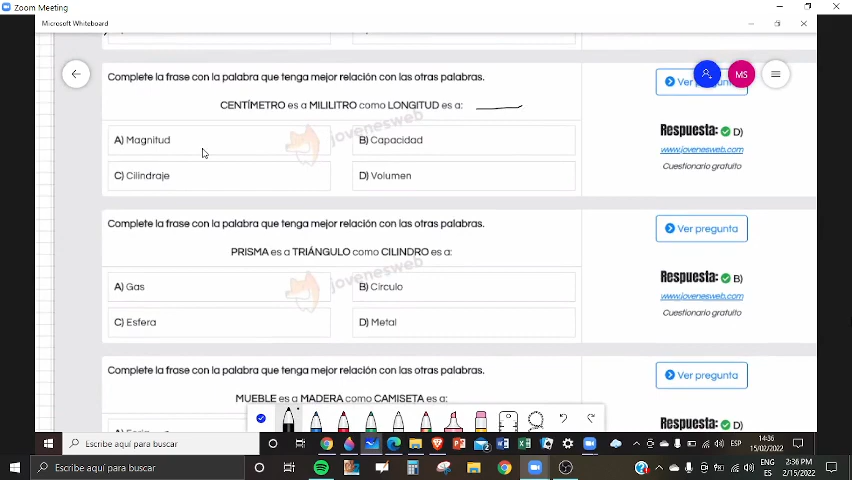 Zoom Meeting
Microsoft Whiteboard
Complete la frase con la palabra que tenga mejor relación con las otras palabras.
CENTÍMETRO es a MILILITRO como LONGITUD es a:
A) Magnitud
B) Capacidad
C) Cilindraje
D) Volumen
jovenesweb
MS
Respuesta: D)
www.jovenesweb.com
Cuestionario gratuito
Complete la frase con la palabra que tenga mejor relación con las otras palabras.
PRISMA es a TRIÁNGULO como CILINDRO es a:
A) Gas
B) Círculo
C) Esfera
D) Metal
jovenesweb
Ver pregunta
Respuesta: B)
www.jovenesweb.com
Cuestionario gratuito
Complete la frase con la palabra que tenga mejor relación con las otras palabras.
MUEBLE es a MADERA como CAMISETA es a:
Ver pregunta
Respuesta: D)
Escribe aquí para buscar
ESP
14:36
15/02/2022
Escribe aquí para buscar
ENG
ES
2:36 PM
2/15/2022